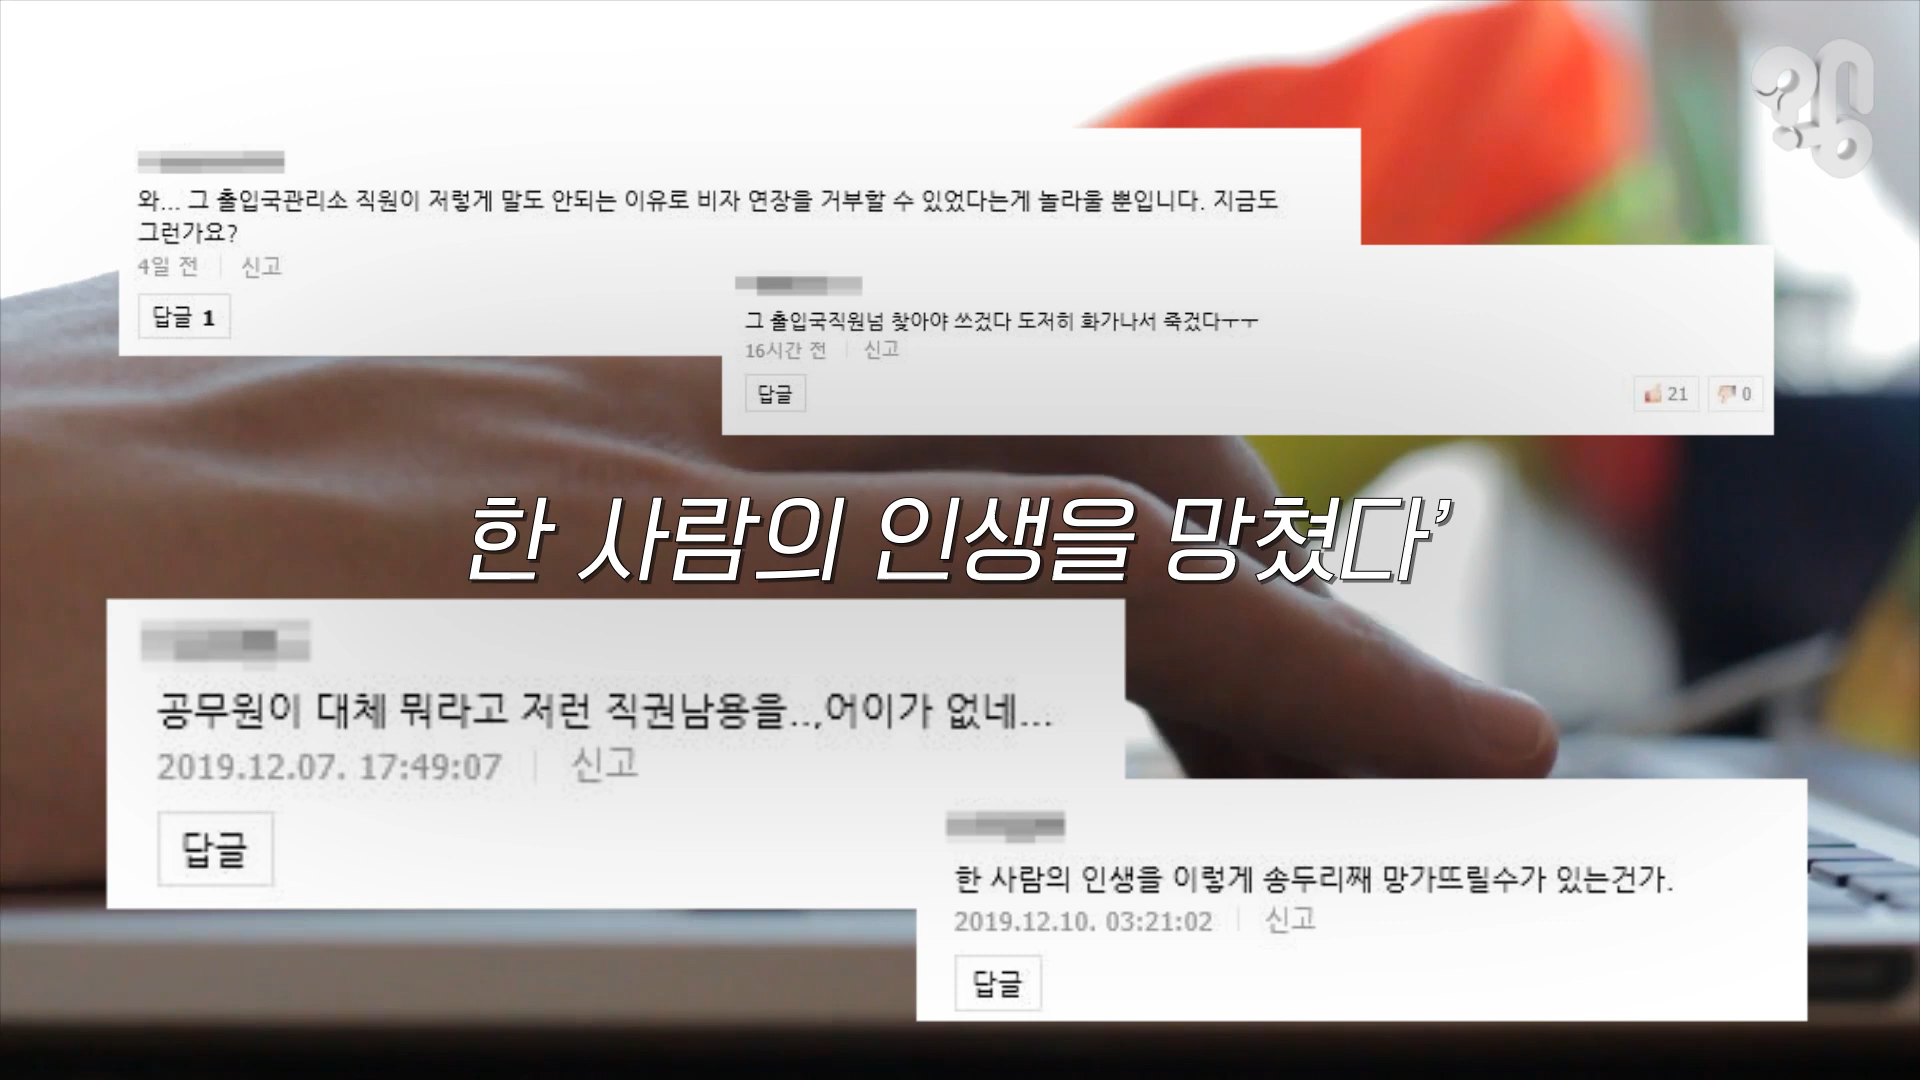 와... 그 출입국관리소 직원이 저렇게 말도 안되는 이유로 비자 연장을 거부할 수 있었다는게 놀라울 뿐입니다. 지금도
그런가요?
4일 전 신고
답글 1
그 출입국직원넘 찾아야 쓰겄다 도저히 화가나서 죽겄다ㅜㅜ
16시간 전 신고
답글
21 0
한 사람의 인생을 망쳤다’
공무원이 대체 뭐라고 저런 직권남용을..,어이가 없네...
2019.12.07. 17:49:07 신고
답글
한 사람의 인생을 이렇게 송두리째 망가뜨릴수가 있는건가.
2019.12.10. 03:21:02 신고
답글